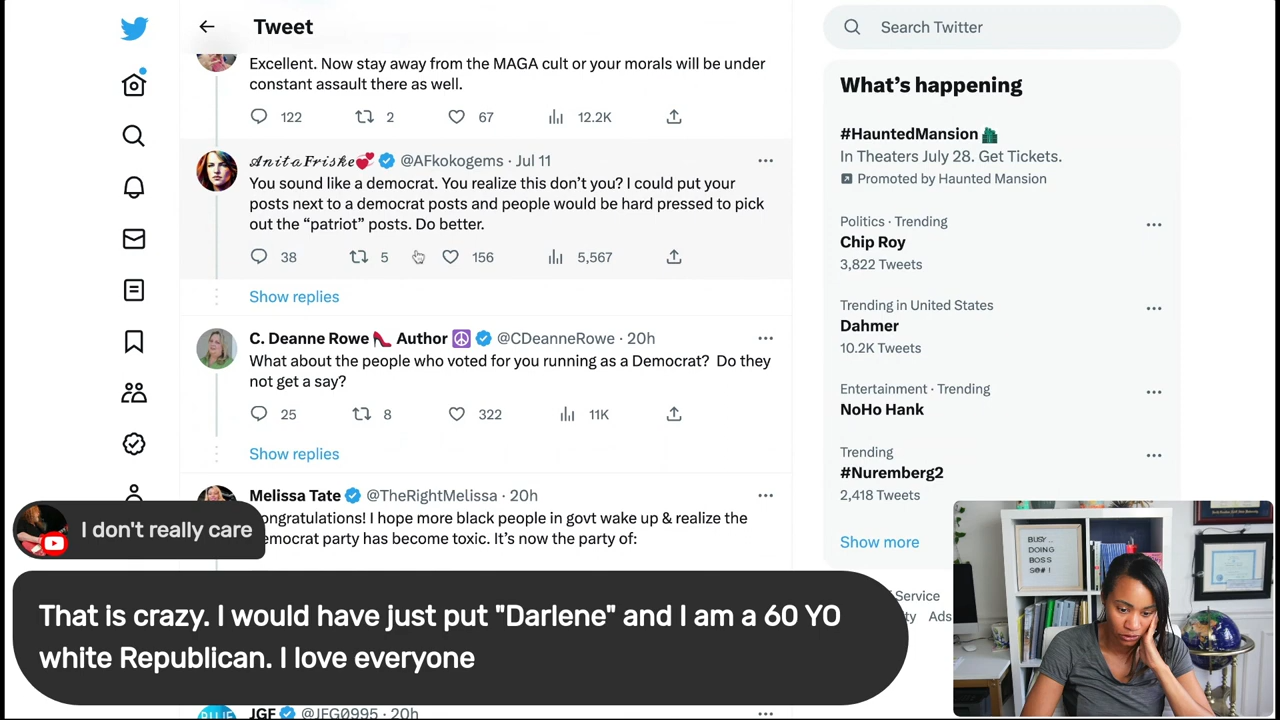 Tweet
Search Twitter
Excellent. Now stay away from the MAGA cult or your morals will be under
constant assault there as well.
122 2 67 12.2K
AnitaFriske @AFkokogems · Jul 11
You sound like a democrat. You realize this don’t you? I could put your
posts next to a democrat posts and people would be hard pressed to pick
out the “patriot” posts. Do better.
38 5 156 5,567
Show replies
C. Deanne Rowe Author @CDeanneRowe · 20h
What about the people who voted for you running as a Democrat? Do they
not get a say?
25 8 322 11K
Show replies
Melissa Tate @TheRightMelissa · 20h
ongratulations! I hope more black people in govt wake up & realize the
emocrat party has become toxic. It’s now the party of:
JGF @JFG0995 · 20h
What’s happening
#HauntedMansion
In Theaters July 28. Get Tickets.
Promoted by Haunted Mansion
Politics · Trending
Chip Roy
3,822 Tweets
Trending in United States
Dahmer
10.2K Tweets
Entertainment · Trending
NoHo Hank
Trending
#Nuremberg2
2,418 Tweets
Show more
Service
Ads
I don't really care
That is crazy. I would have just put "Darlene" and I am a 60 YO
white Republican. I love everyone
BUSY
DOING
BOSS
S@# !